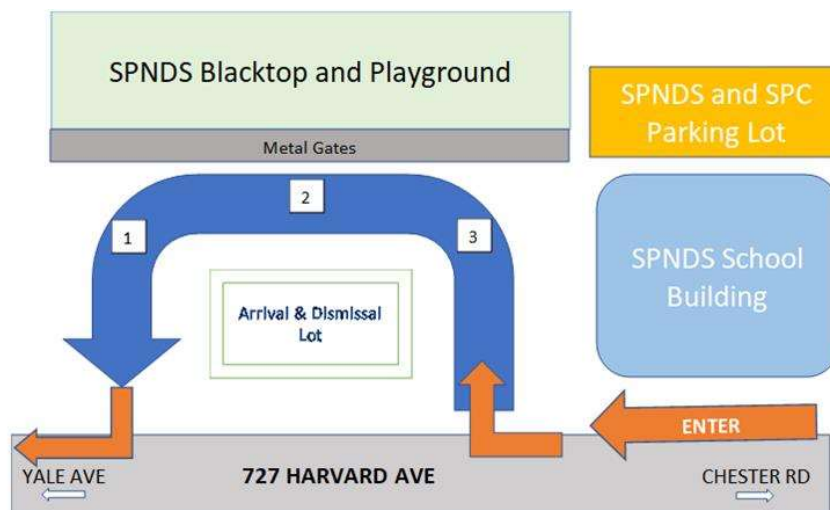 SPNDS Blacktop and Playground
Metal Gates
SPNDS and SPC
Parking Lot
2
1
3
SPNDS School
Building
Arrival & Dismissal
Lot
ENTER
YALE AVE
727 HARVARD AVE
CHESTER RD